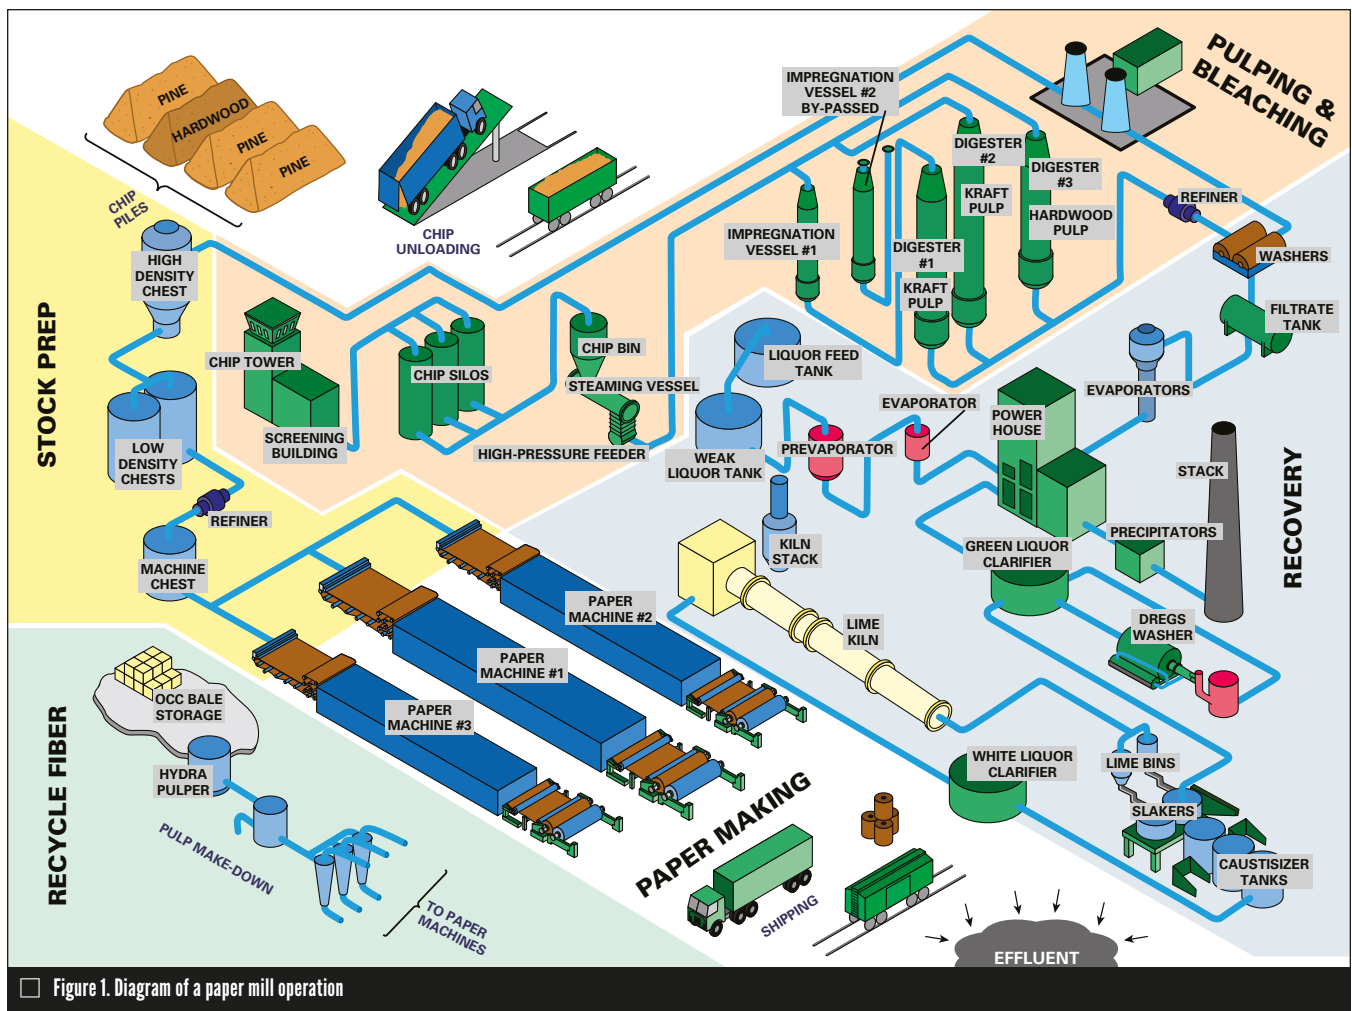 PULPING &
BLEACHING
IMPREGNATION
VESSEL #2
BY-PASSED
PINE
HARDWOOD
PINE
PINE
CHIP
PILES
CHIP
UNLOADING
DIGESTER
#2
KRAFT
PULP
DIGESTER
#3
HARDWOOD
PULP
REFINER
IMPREGNATION
VESSEL #1
DIGESTER
#1
KRAFT
PULP
WASHERS
FILTRATE
TANK
STOCK PREP
HIGH
DENSITY
CHEST
CHIP TOWER
SCREENING
BUILDING
CHIP SILOS
CHIP BIN
STEAMING VESSEL
HIGH-PRESSURE FEEDER
LIQUOR FEED
TANK
WEAK
LIQUOR TANK
PREVAPORATOR
EVAPORATOR
POWER
HOUSE
EVAPORATORS
STACK
RECOVERY
LOW
DENSITY
CHESTS
REFINER
MACHINE
CHEST
KILN
STACK
GREEN LIQUOR
CLARIFIER
PRECIPITATORS
PAPER
MACHINE #2
PAPER
MACHINE #1
PAPER
MACHINE #3
LIME
KILN
DREGS
WASHER
RECYCLE FIBER
OCC BALE
STORAGE
HYDRA
PULPER
PULP MAKE-DOWN
TO PAPER
MACHINES
PAPER MAKING
SHIPPING
WHITE LIQUOR
CLARIFIER
LIME BINS
SLAKERS
CAUSTISIZER
TANKS
EFFLUENT
Figure 1. Diagram of a paper mill operation